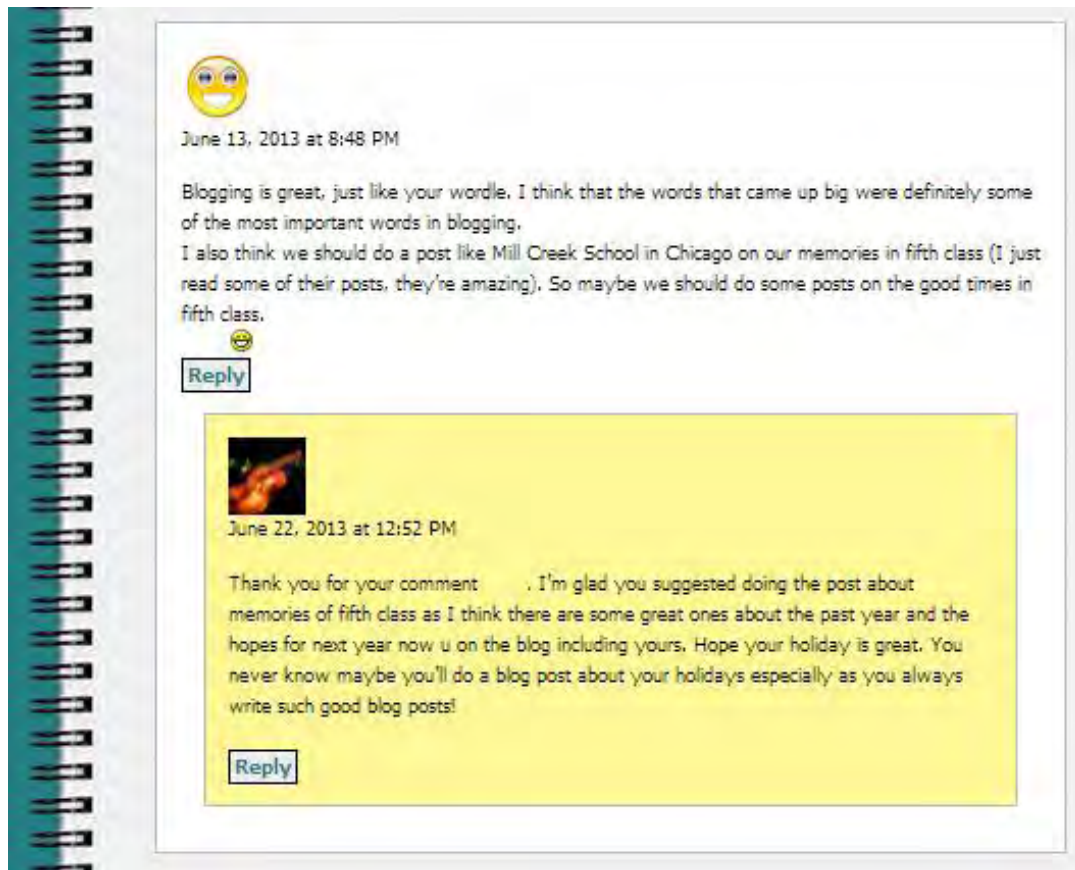 June 13, 2013 at 8:48 PM
Blogging is great, just like your wordle. I think that the words that came up big were definitely some
of the most important words in blogging.
I also think we should do a post like Mill Creek School in Chicago on our memories in fifth class (I just
read some of their posts, they're amazing). So maybe we should do some posts on the good times in
fifth class.
Reply
June 22, 2013 at 12:52 PM
Thank you for your comment . I'm glad you suggested doing the post about
memories of fifth class as I think there are some great ones about the past year and the
hopes for next year now u on the blog including yours. Hope your holiday is great. You
never know maybe you'll do a blog post about your holidays especially as you always
write such good blog posts!
Reply